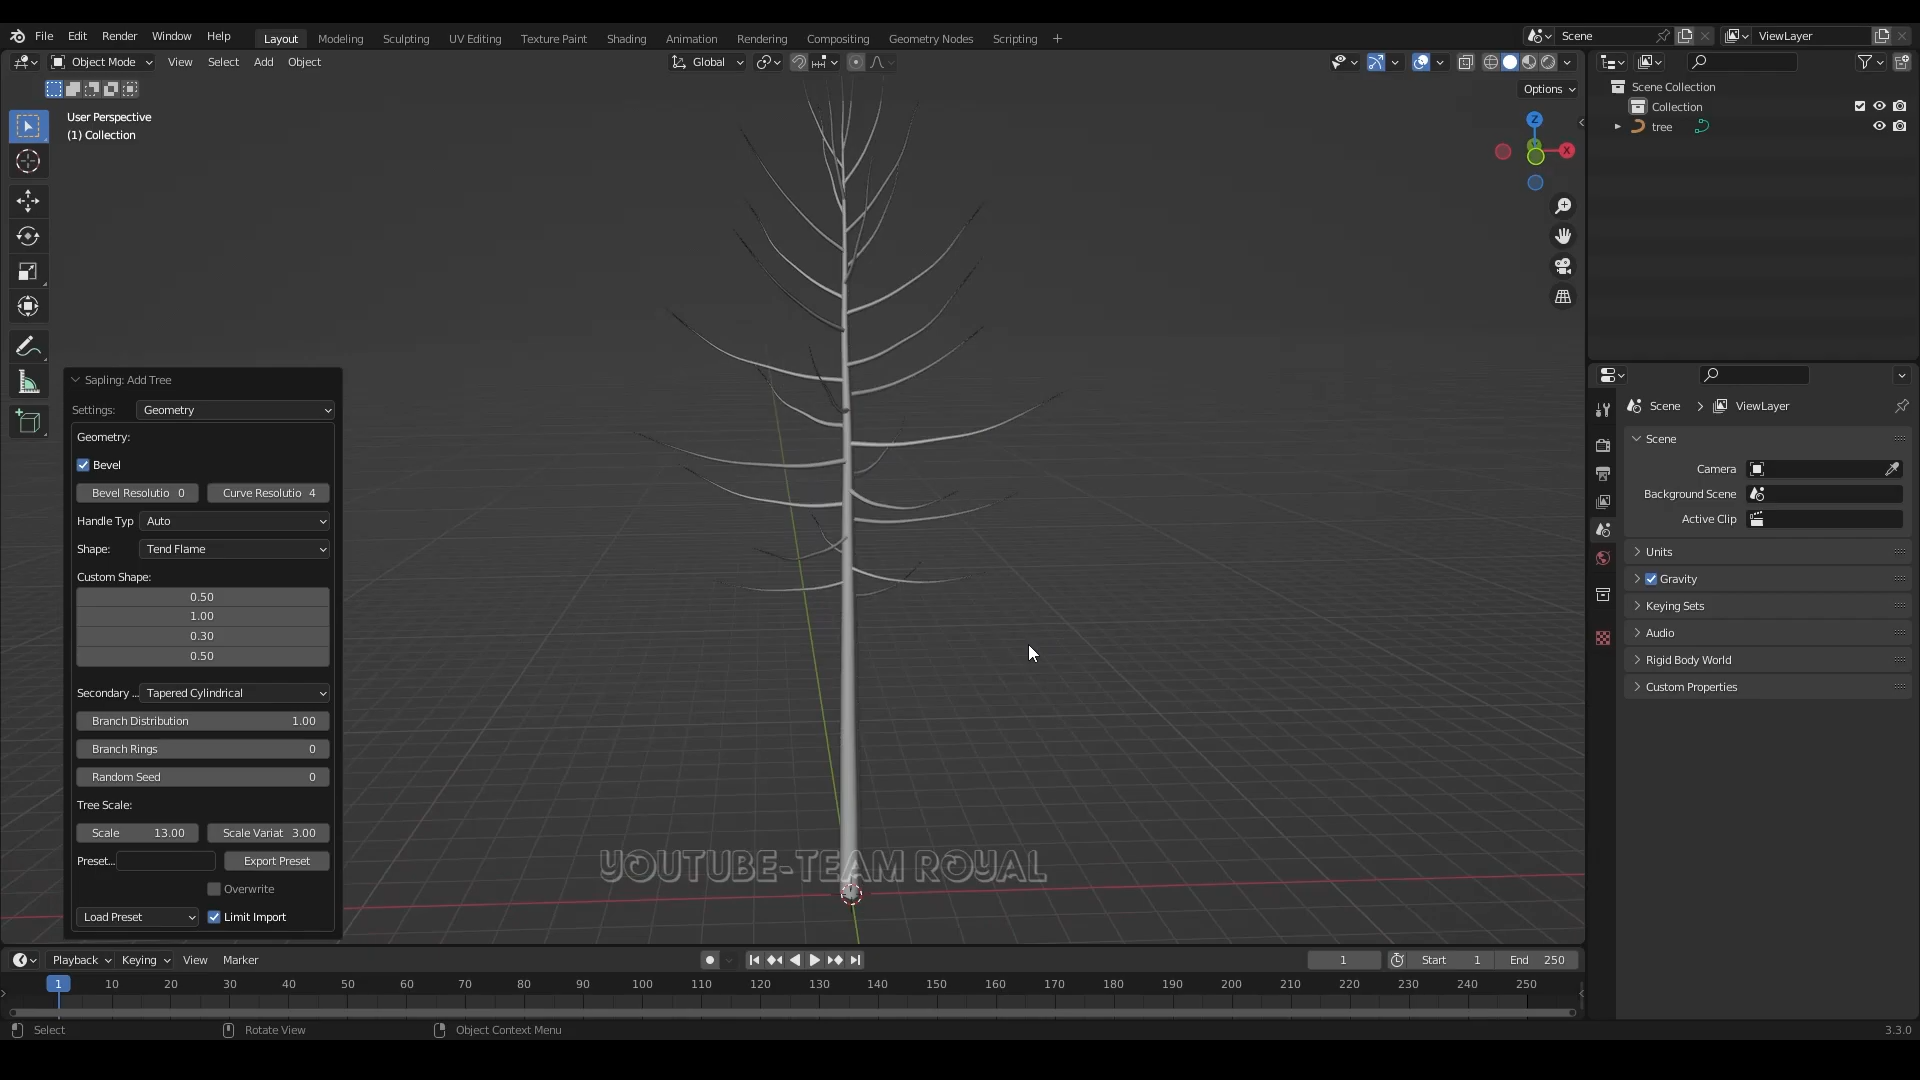 File Edit Render Window Help Layout Modeling Sculpting UV Editing Texture Paint Shading Animation Rendering Compositing Geometry Nodes Scripting + Scene ViewLayer
Object Mode View Select Add Object Global
Options
User Perspective
(1) Collection
Z
X
Scene Collection
Collection
tree
Sapling: Add Tree
Settings: Geometry
Geometry:
Bevel
Bevel Resolutio 0 Curve Resolutio 4
Handle Typ Auto
Shape: Tend Flame
Custom Shape:
0.50
1.00
0.30
0.50
Secondary ... Tapered Cylindrical
Branch Distribution 1.00
Branch Rings 0
Random Seed 0
Tree Scale:
Scale 13.00 Scale Variat 3.00
Preset... Export Preset
Overwrite
Load Preset Limit Import
YOUTUBE-TEAM ROYAL
Scene > ViewLayer
Scene
Camera
Background Scene
Active Clip
Units
Gravity
Keying Sets
Audio
Rigid Body World
Custom Properties
Playback Keying View Marker 1 Start 1 End 250
1 10 20 30 40 50 60 70 80 90 100 110 120 130 140 150 160 170 180 190 200 210 220 230 240 250
Select Rotate View Object Context Menu 3.3.0